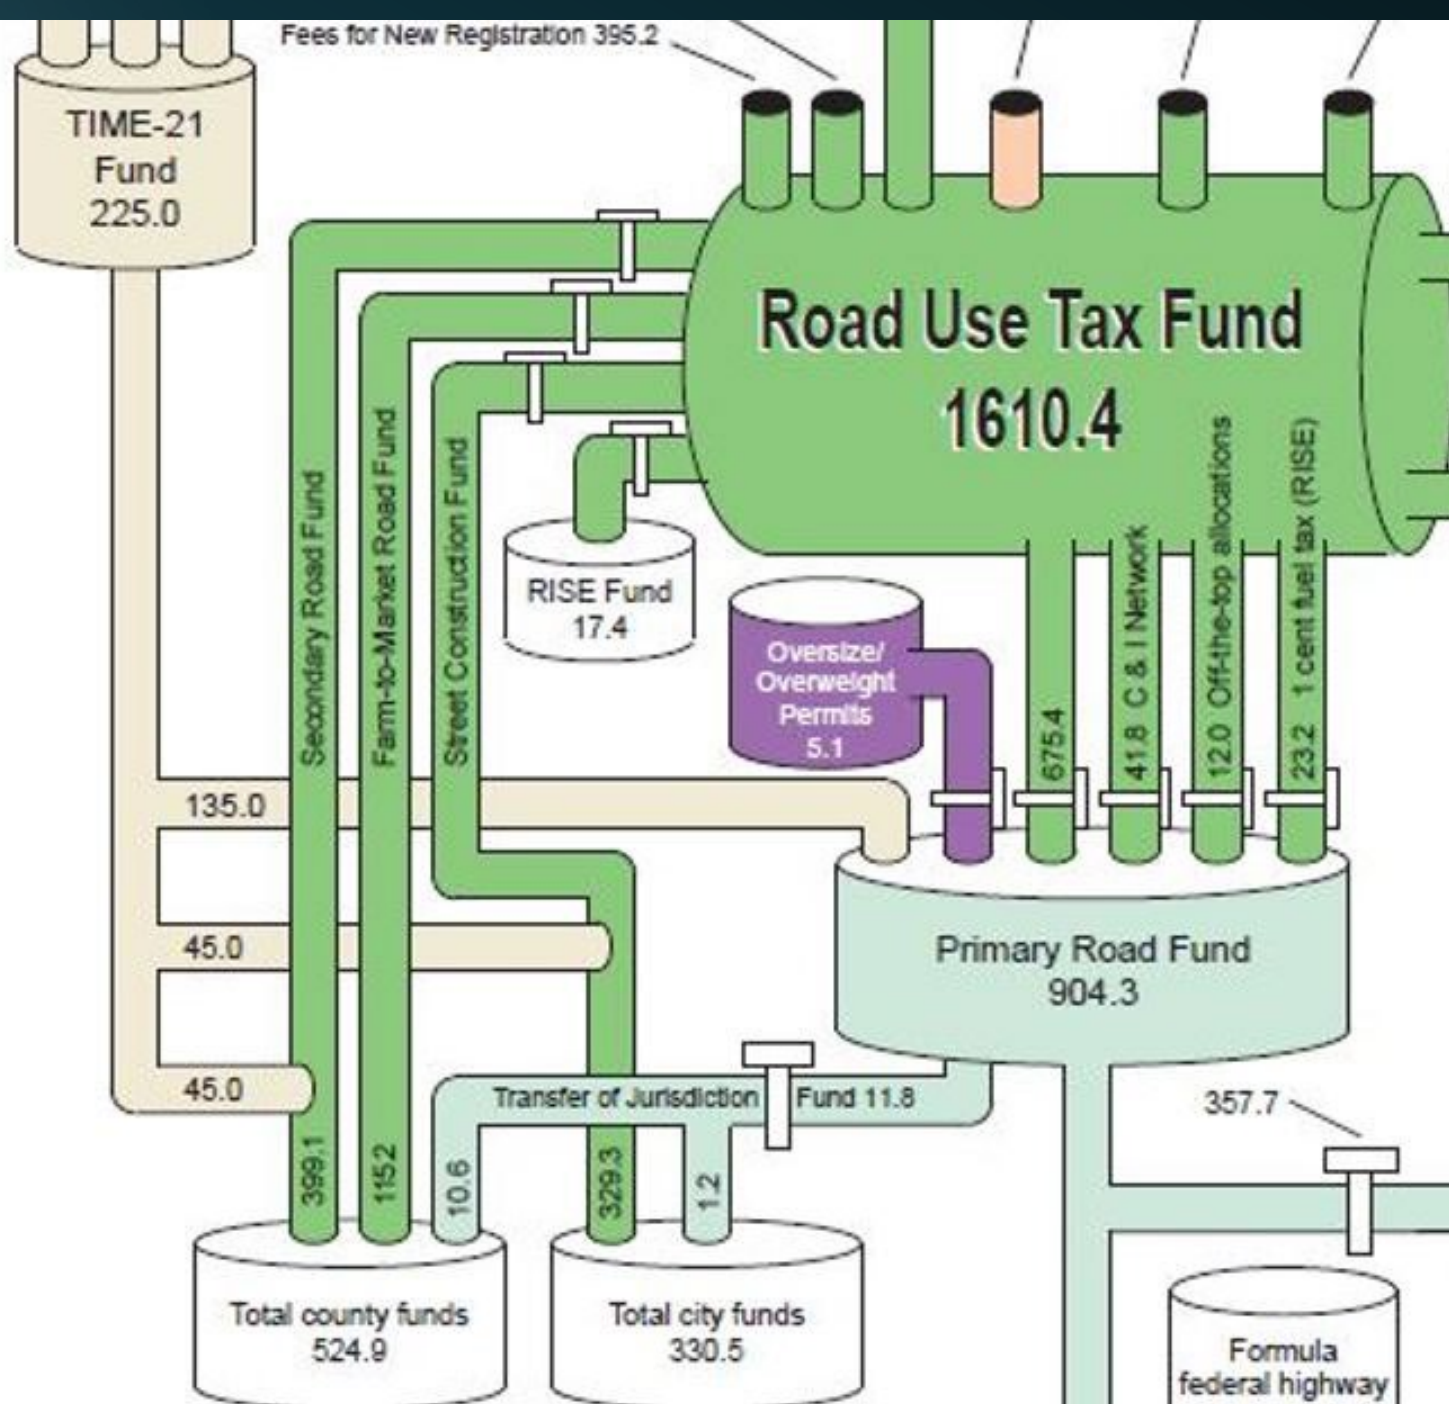 Fees for New Registration 395.2
TIME-21
Fund
225.0
Road Use Tax Fund
1610.4
Secondary Road Fund
Farm-to-Market Road Fund
Street Construction Fund
RISE Fund
17.4
Oversize/
Overweight
Permits
5.1
675.4
41.8 C & I Network
12.0 Off-the-top allocations
23.2 1 cent fuel tax (RISE)
135.0
45.0
45.0
Primary Road Fund
904.3
Transfer of Jurisdiction Fund 11.8
357.7
399.1
115.2
10.6
329.3
1.2
Total county funds
524.9
Total city funds
330.5
Formula
federal highway